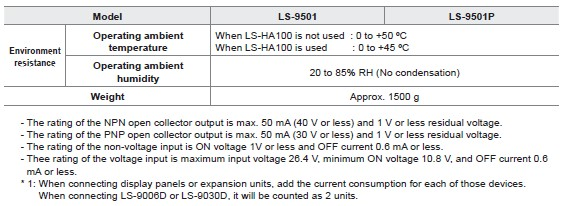 Model LS-9501 LS-9501P
Environment resistance Operating ambient temperature When LS-HA100 is not used : 0 to +50 ºC
When LS-HA100 is used : 0 to +45 ºC
Operating ambient humidity 20 to 85% RH (No condensation)
Weight Approx. 1500 g
- The rating of the NPN open collector output is max. 50 mA (40 V or less) and 1 V or less residual voltage.
- The rating of the PNP open collector output is max. 50 mA (30 V or less) and 1 V or less residual voltage.
- The rating of the non-voltage input is ON voltage 1V or less and OFF current 0.6 mA or less.
- Thee rating of the voltage input is maximum input voltage 26.4 V, minimum ON voltage 10.8 V, and OFF current 0.6
mA or less.
* 1: When connecting display panels or expansion units, add the current consumption for each of those devices.
When connecting LS-9006D or LS-9030D, it will be counted as 2 units.